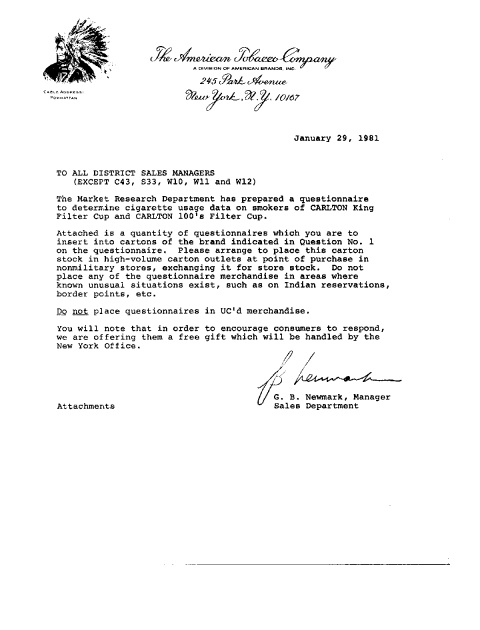 The American Tobacco Company
A DIVISION OF AMERICAN BRANDS, INC.
245 Park Avenue
New York, N.Y. 10167
CABLE ADDRESS:
POWHATTAN
January 29, 1981
TO ALL DISTRICT SALES MANAGERS
(EXCEPT C43, S33, W10, W11 and W12)
The Market Research Department has prepared a questionnaire
to determine cigarette usage data on smokers of CARLTON King
Filter Cup and CARLTON 100's Filter Cup.
Attached is a quantity of questionnaires which you are to
insert into cartons of the brand indicated in Question No. 1
on the questionnaire. Please arrange to place this carton
stock in high-volume carton outlets at point of purchase in
nonmilitary stores, exchanging it for store stock. Do not
place any of the questionnaire merchandise in areas where
known unusual situations exist, such as on Indian reservations,
border points, etc.
Do not place questionnaires in UC'd merchandise.
You will note that in order to encourage consumers to respond,
we are offering them a free gift which will be handled by the
New York Office.
G. B. Newmark, Manager
Attachments Sales Department